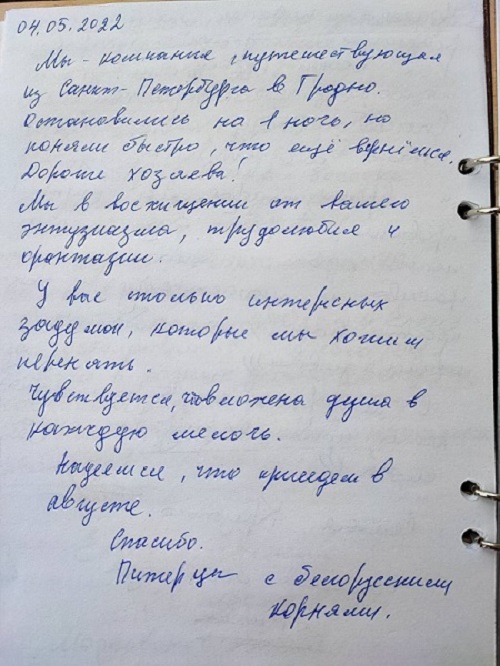 04.05.2022
Мы - компания, путешествующая
из Санкт-Петербурга в Гродно.
Остановились на 1 ночь, но
поняли быстро, что ещё вернёмся.
Дорогие хозяева!
Мы в восхищении от вашего
энтузиазма, трудолюбия и
фантазии.
У вас столько интересных
задумок, которые мы хотим
перенять.
Чувствуется, что вложена душа в
каждую мелочь.
Надеемся, что приедем в
августе.
Спасибо.
Питерцы с белорусскими
корнями.